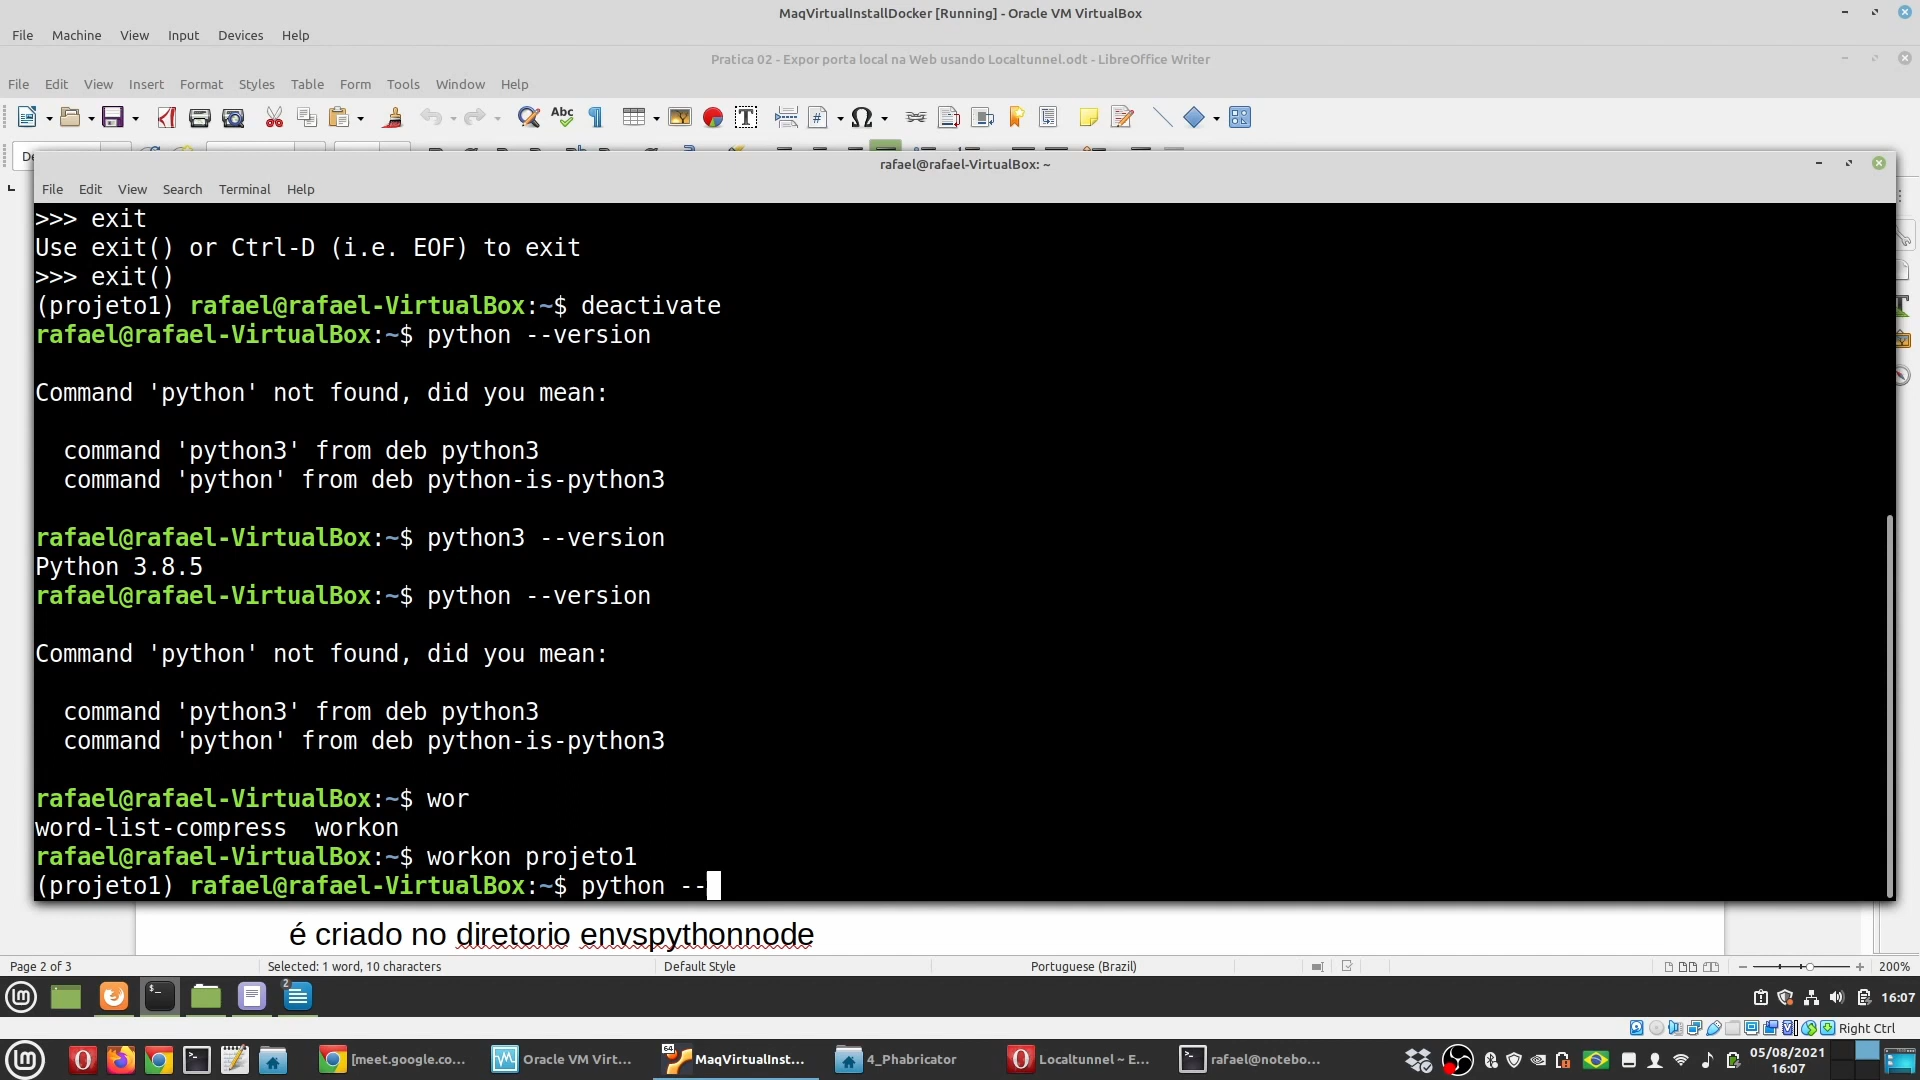 MaqVirtualInstallDocker [Running] - Oracle VM VirtualBox
File Machine View Input Devices Help
Pratica 02 - Expor porta local na Web usando Localtunnel.odt - LibreOffice Writer
File Edit View Insert Format Styles Table Form Tools Window Help
rafael@rafael-VirtualBox: ~
File Edit View Search Terminal Help
>>> exit
Use exit() or Ctrl-D (i.e. EOF) to exit
>>> exit()
(projeto1) rafael@rafael-VirtualBox:~$ deactivate
rafael@rafael-VirtualBox:~$ python --version
Command 'python' not found, did you mean:
command 'python3' from deb python3
command 'python' from deb python-is-python3
rafael@rafael-VirtualBox:~$ python3 --version
Python 3.8.5
rafael@rafael-VirtualBox:~$ python --version
Command 'python' not found, did you mean:
command 'python3' from deb python3
command 'python' from deb python-is-python3
rafael@rafael-VirtualBox:~$ wor
word-list-compress workon
rafael@rafael-VirtualBox:~$ workon projeto1
(projeto1) rafael@rafael-VirtualBox:~$ python --
é criado no diretorio envspythonnode
Page 2 of 3 Selected: 1 word, 10 characters Default Style Portuguese (Brazil) 200%
2
16:07
Right Ctrl
[meet.google.co... Oracle VM Virt... MaqVirtualInst... 4_Phabricator Localtunnel ~ E... rafael@notebo... 05/08/2021
16:07